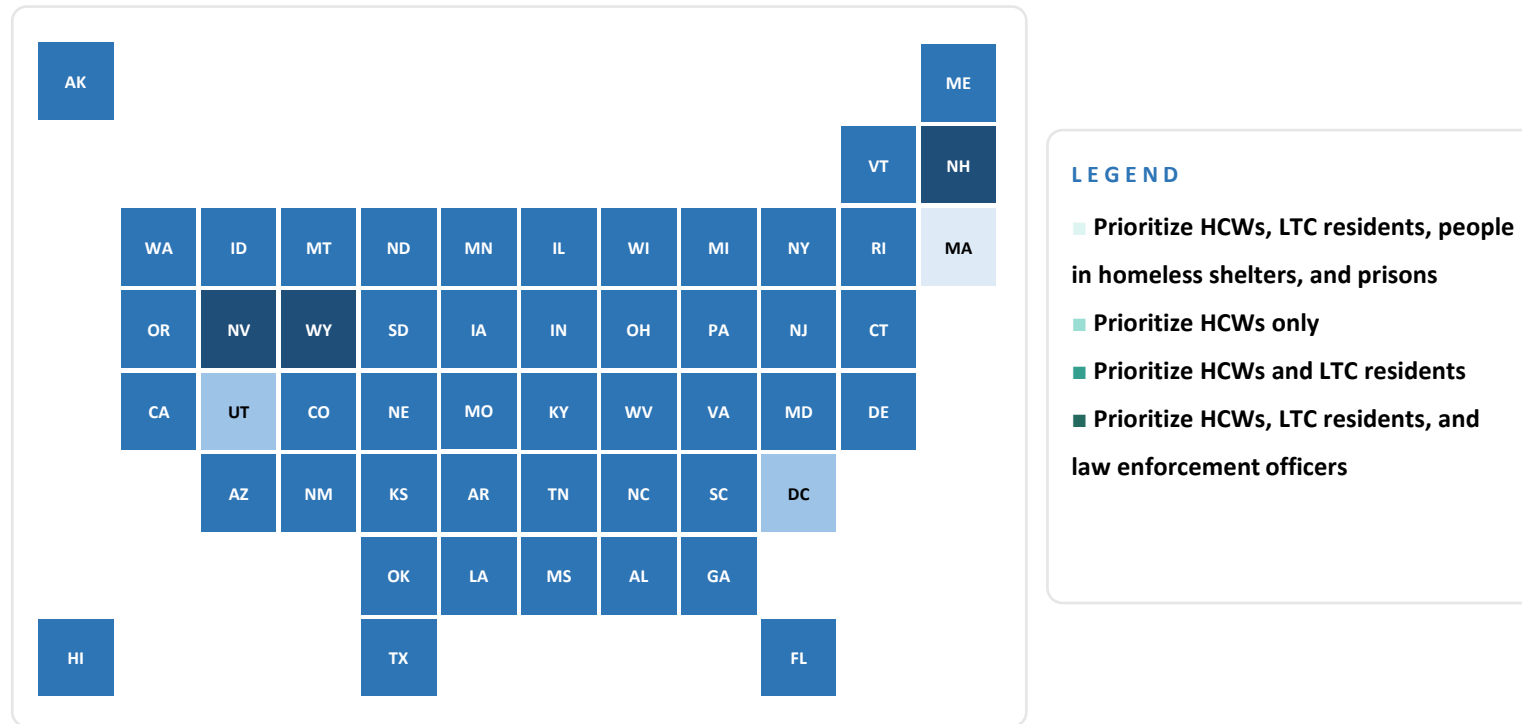 AK
ME
VT NH
WA ID MT ND MN IL WI MI NY RI MA
OR NV WY SD IA IN OH PA NJ CT
CA UT CO NE MO KY WV VA MD DE
AZ NM KS AR TN NC SC DC
OK LA MS AL GA
HI TX FL
LEGEND
Prioritize HCWs, LTC residents, people
in homeless shelters, and prisons
Prioritize HCWs only
Prioritize HCWs and LTC residents
Prioritize HCWs, LTC residents, and
law enforcement officers